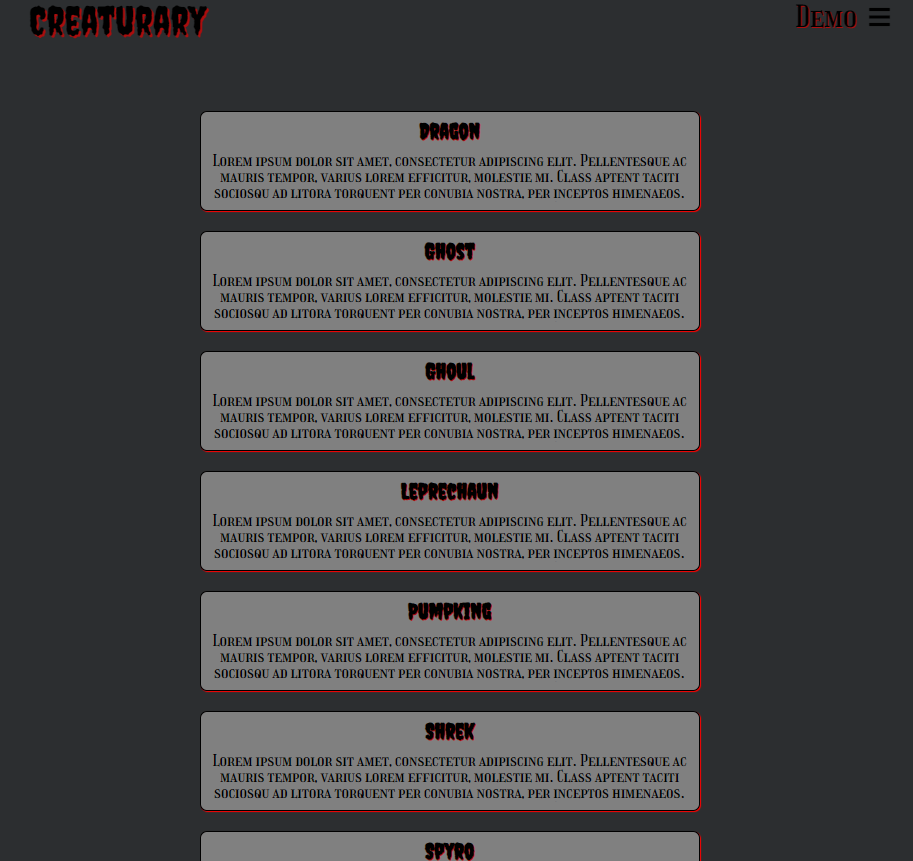 CREATURARY
Demo
DRAGON
Lorem ipsum dolor sit amet, consectetur adipiscing elit. Pellentesque ac
mauris tempor, varius lorem efficitur, molestie mi. Class aptent taciti
sociosqu ad litora torquent per conubia nostra, per inceptos himenaeos.
GHOST
Lorem ipsum dolor sit amet, consectetur adipiscing elit. Pellentesque ac
mauris tempor, varius lorem efficitur, molestie mi. Class aptent taciti
sociosqu ad litora torquent per conubia nostra, per inceptos himenaeos.
GHOUL
Lorem ipsum dolor sit amet, consectetur adipiscing elit. Pellentesque ac
mauris tempor, varius lorem efficitur, molestie mi. Class aptent taciti
sociosqu ad litora torquent per conubia nostra, per inceptos himenaeos.
LEPRECHAUN
Lorem ipsum dolor sit amet, consectetur adipiscing elit. Pellentesque ac
mauris tempor, varius lorem efficitur, molestie mi. Class aptent taciti
sociosqu ad litora torquent per conubia nostra, per inceptos himenaeos.
PUMPKING
Lorem ipsum dolor sit amet, consectetur adipiscing elit. Pellentesque ac
mauris tempor, varius lorem efficitur, molestie mi. Class aptent taciti
sociosqu ad litora torquent per conubia nostra, per inceptos himenaeos.
SHREK
Lorem ipsum dolor sit amet, consectetur adipiscing elit. Pellentesque ac
mauris tempor, varius lorem efficitur, molestie mi. Class aptent taciti
sociosqu ad litora torquent per conubia nostra, per inceptos himenaeos.
SPYRO